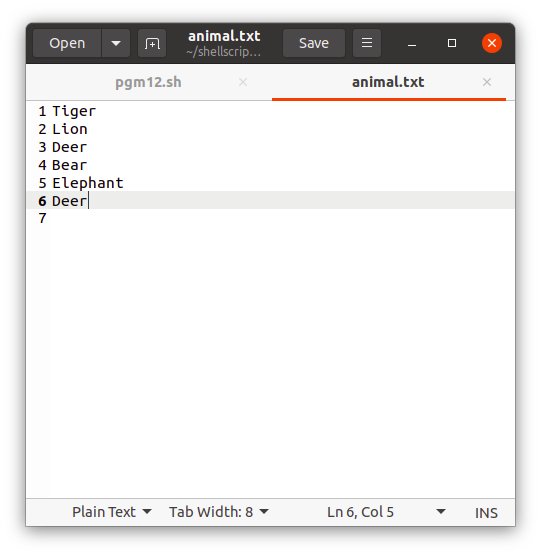 Open
animal.txt
~/shellscrip...
Save
pgm12.sh
animal.txt
1 Tiger
2 Lion
3 Deer
4 Bear
5 Elephant
6 Deer
7
Plain Text
Tab Width: 8
Ln 6, Col 5
INS